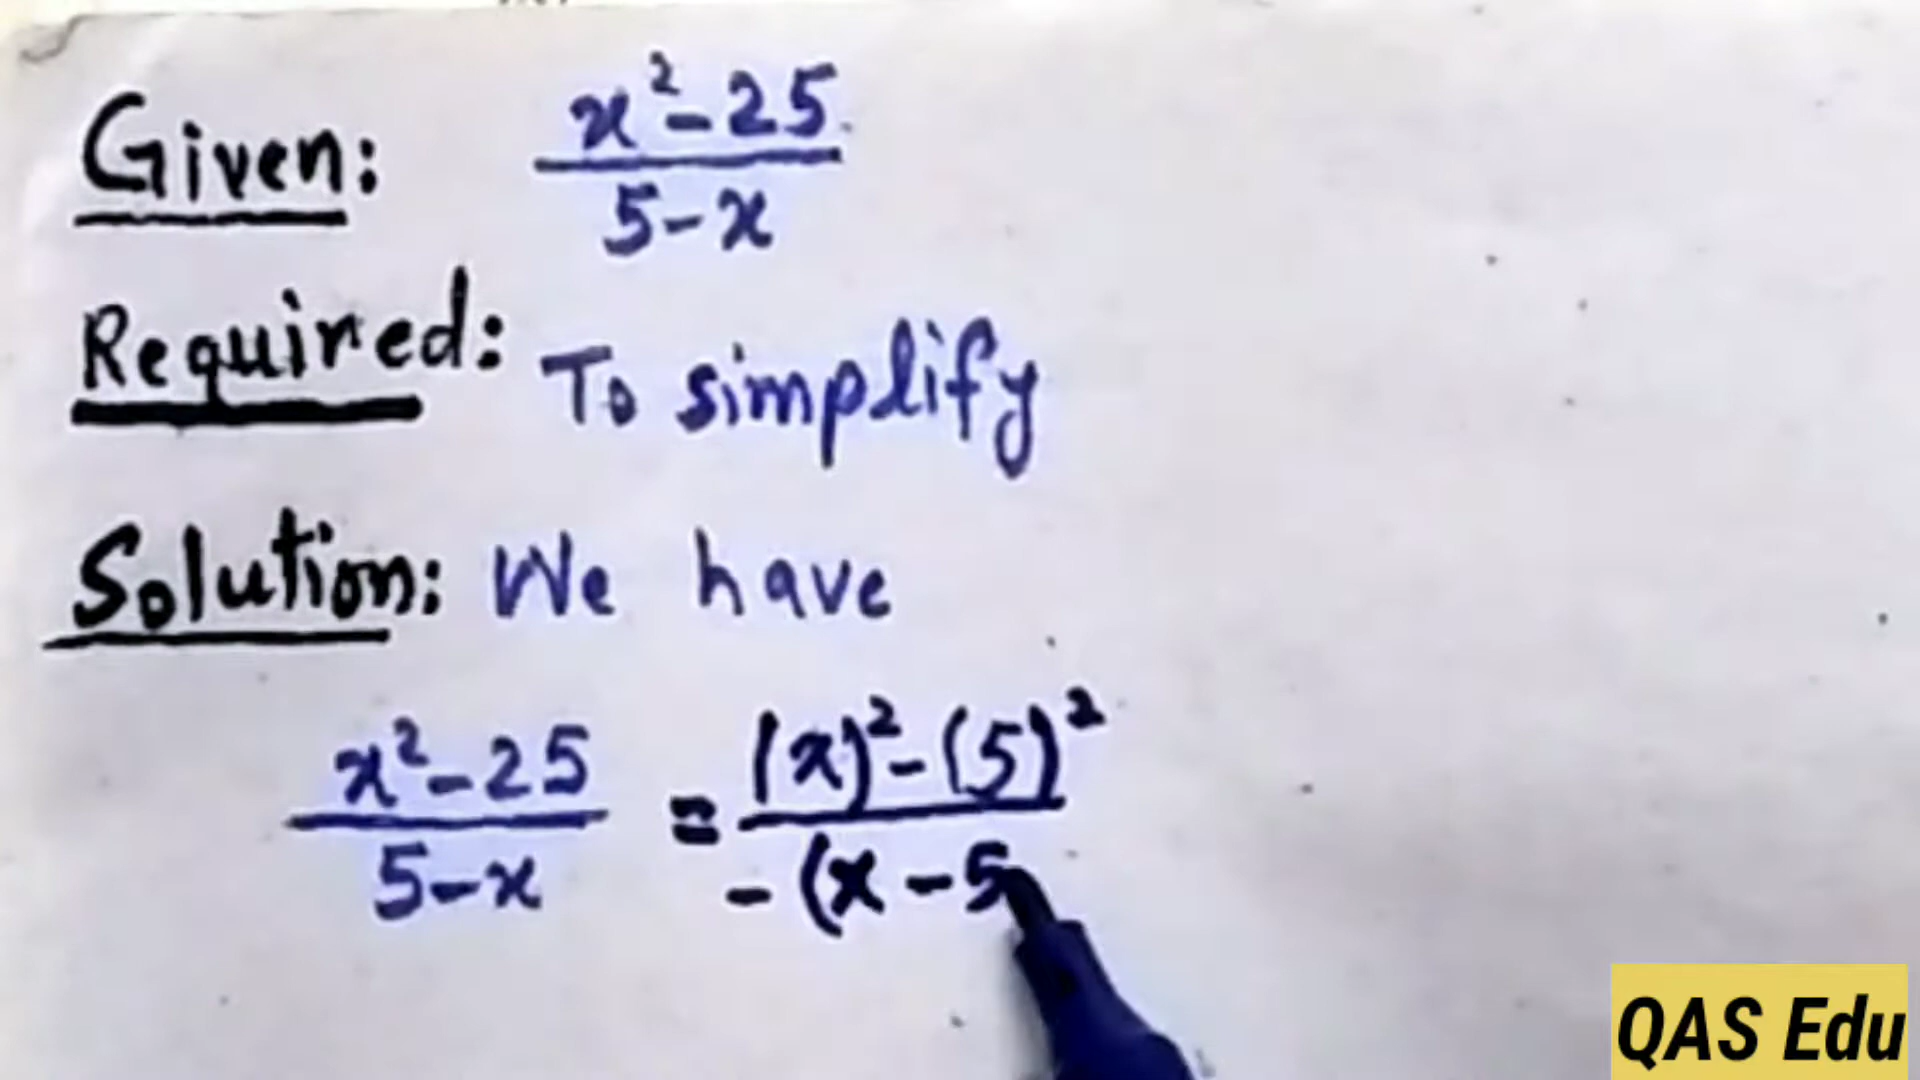 Given: x²-25 / 5-x
Required: To simplify
Solution: We have
x²-25 / 5-x = (x)²-(5)² / -(x-5
QAS Edu